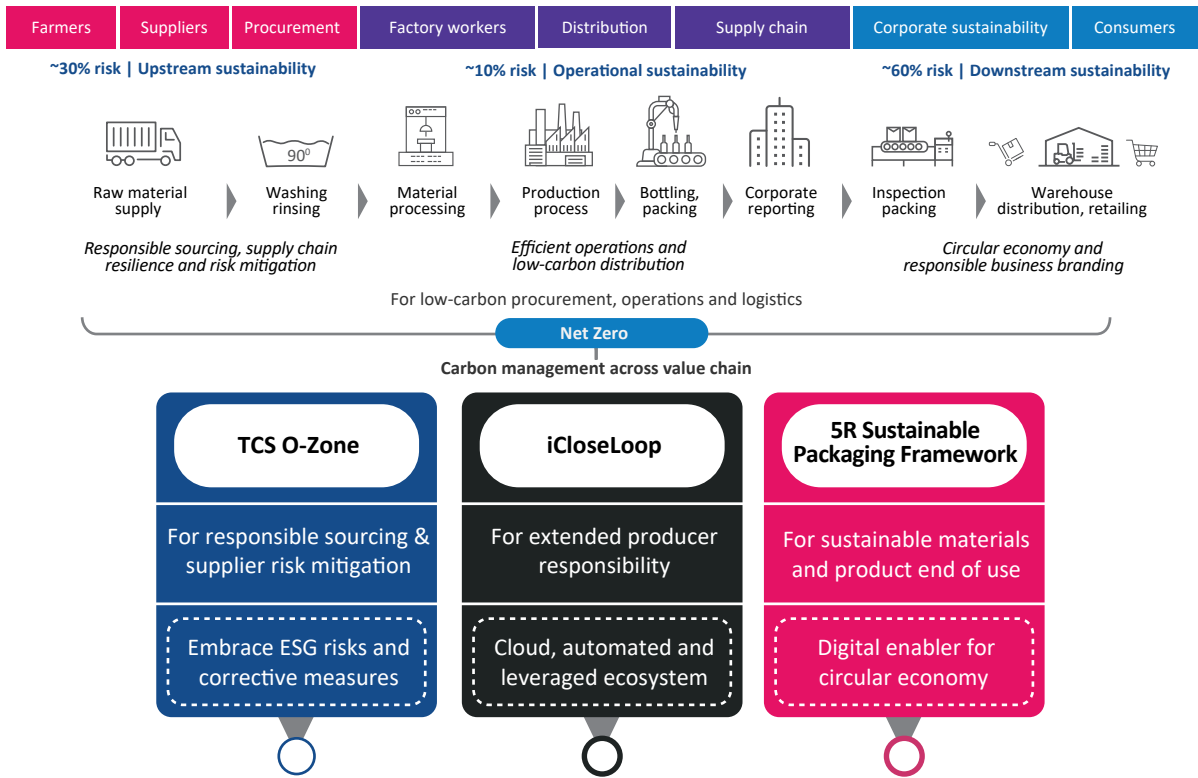 Farmers
Suppliers
Procurement
Factory workers
Distribution
Supply chain
Corporate sustainability
Consumers
~30% risk | Upstream sustainability
~10% risk | Operational sustainability
~60% risk | Downstream sustainability
90⁰
Raw material
supply
Washing
rinsing
Material
processing
Production
process
Bottling,
packing
Corporate
reporting
Inspection
packing
Warehouse
distribution, retailing
Responsible sourcing, supply chain
resilience and risk mitigation
Efficient operations and
low-carbon distribution
Circular economy and
responsible business branding
For low-carbon procurement, operations and logistics
Net Zero
Carbon management across value chain
TCS O-Zone
For responsible sourcing &
supplier risk mitigation
Embrace ESG risks and
corrective measures
iCloseLoop
For extended producer
responsibility
Cloud, automated and
leveraged ecosystem
5R Sustainable
Packaging Framework
For sustainable materials
and product end of use
Digital enabler for
circular economy